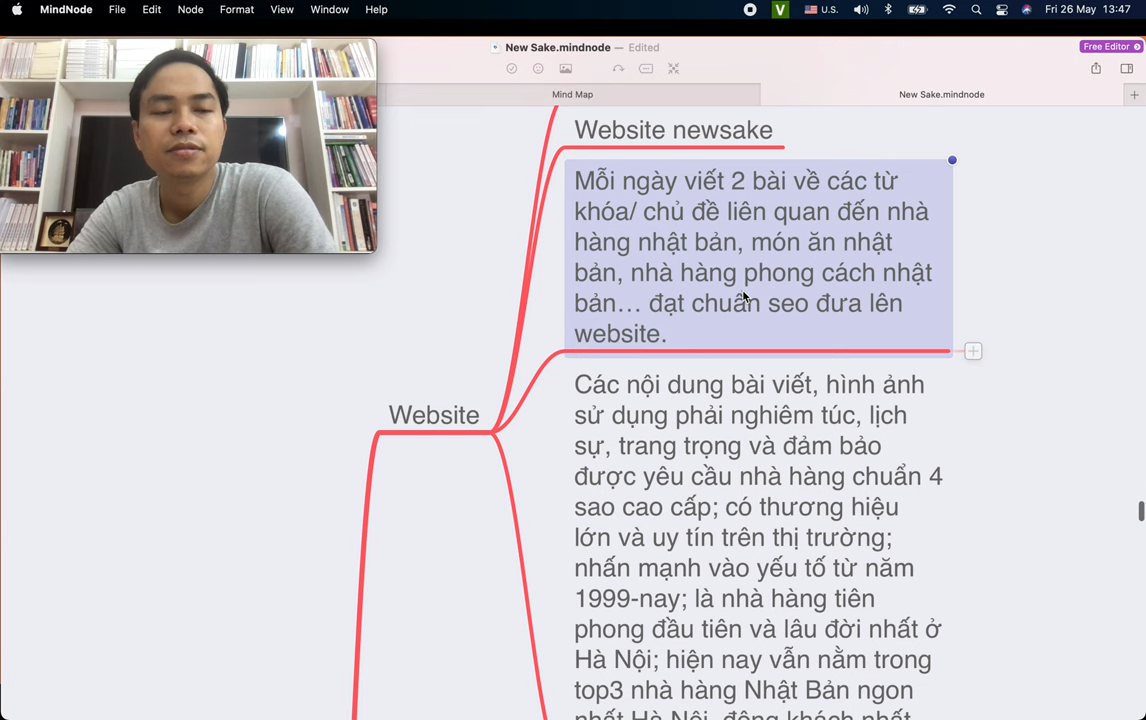 MindNode File Edit Node Format View Window Help V U.S. Fri 26 May 13:47
New Sake.mindnode — Edited
Free Editor
Mind Map
New Sake.mindnode
Website newsake
Mỗi ngày viết 2 bài về các từ
khóa/ chủ đề liên quan đến nhà
hàng nhật bản, món ăn nhật
bản, nhà hàng phong cách nhật
bản… đạt chuẩn seo đưa lên
website.
Website
Các nội dung bài viết, hình ảnh
sử dụng phải nghiêm túc, lịch
sự, trang trọng và đảm bảo
được yêu cầu nhà hàng chuẩn 4
sao cao cấp; có thương hiệu
lớn và uy tín trên thị trường;
nhấn mạnh vào yếu tố từ năm
1999-nay; là nhà hàng tiên
phong đầu tiên và lâu đời nhất ở
Hà Nội; hiện nay vẫn nằm trong
top3 nhà hàng Nhật Bản ngon
nhất Hà Nội, đông khách nhất